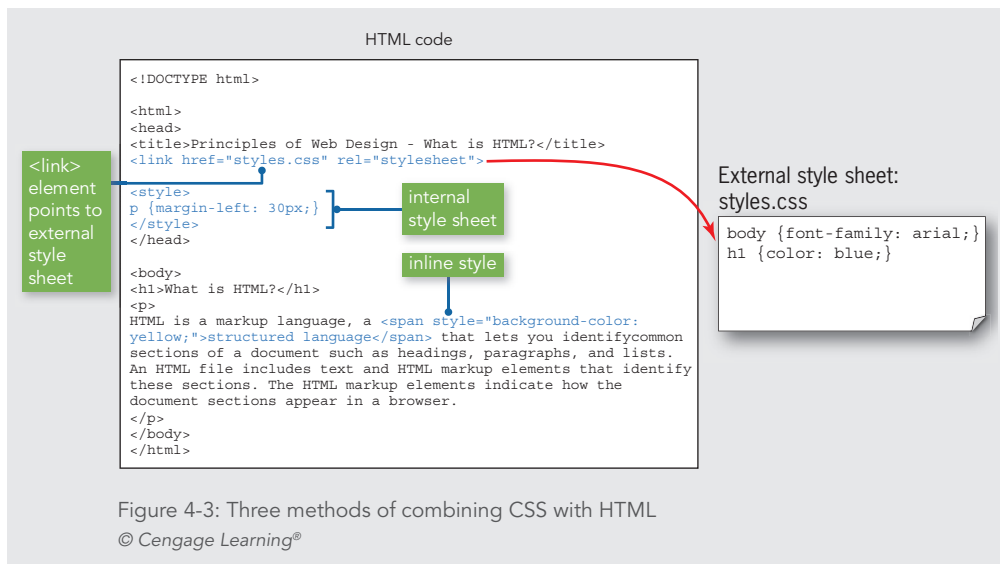 HTML code
<!DOCTYPE html>
<html>
<head>
<title>Principles of Web Design - What is HTML?</title>
<link href="styles.css" rel="stylesheet">
<style>
p {margin-left: 30px;}
</style>
</head>
<body>
<h1>What is HTML?</h1>
<p>
HTML is a markup language, a <span style="background-color:
yellow;">structured language</span> that lets you identifycommon
sections of a document such as headings, paragraphs, and lists.
An HTML file includes text and HTML markup elements that identify
these sections. The HTML markup elements indicate how the
document sections appear in a browser.
</p>
</body>
</html>
<link>
element
points to
external
style
sheet
internal
style sheet
inline style
External style sheet:
styles.css
body {font-family: arial;}
h1 {color: blue;}
Figure 4-3: Three methods of combining CSS with HTML
© Cengage Learning®